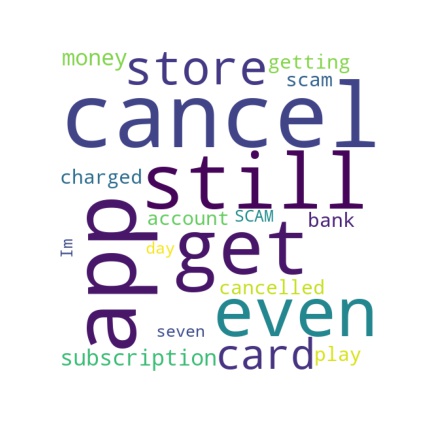 money
store
getting
scam
cancel
still
charged
account
SCAM
bank
app
Im
day
get
cancelled
even
seven
subscription
card
play